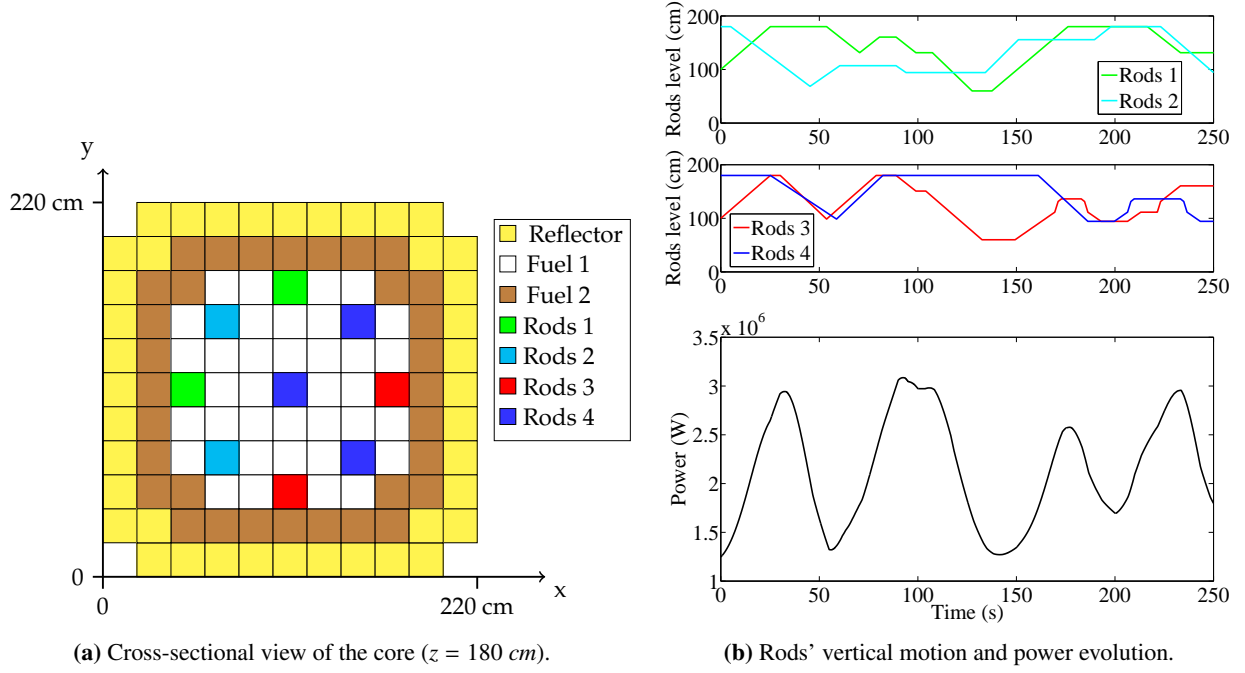 y
220 cm
0
0
220 cm
x
Reflector
Fuel 1
Fuel 2
Rods 1
Rods 2
Rods 3
Rods 4
(a) Cross-sectional view of the core (z = 180 cm).
Rods level (cm)
200
100
0
0 50 100 150 200 250
Rods 1
Rods 2
Rods level (cm)
200
100
0
0 50 100 150 200 250
Rods 3
Rods 4
x 10^6
Power (W)
3.5
3
2.5
2
1.5
1
0 50 100 150 200 250
Time (s)
(b) Rods’ vertical motion and power evolution.